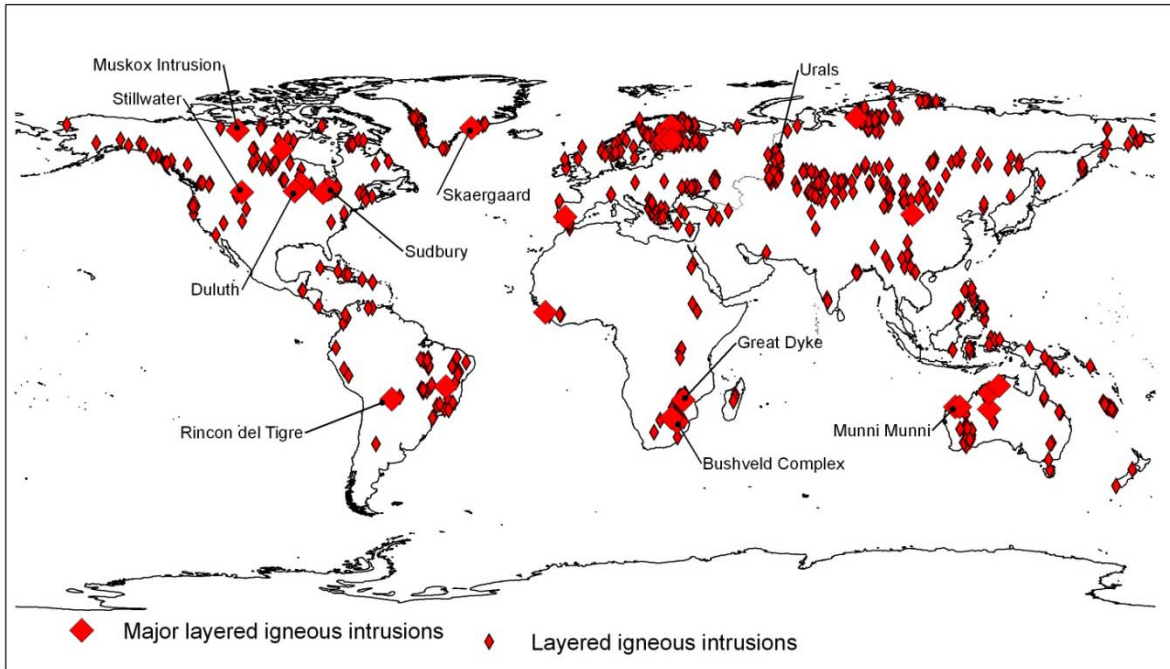 Muskox Intrusion
Urals
Stillwater
Skaergaard
Sudbury
Duluth
Great Dyke
Rincon del Tigre
Munni Munni
Bushveld Complex
Major layered igneous intrusions
Layered igneous intrusions